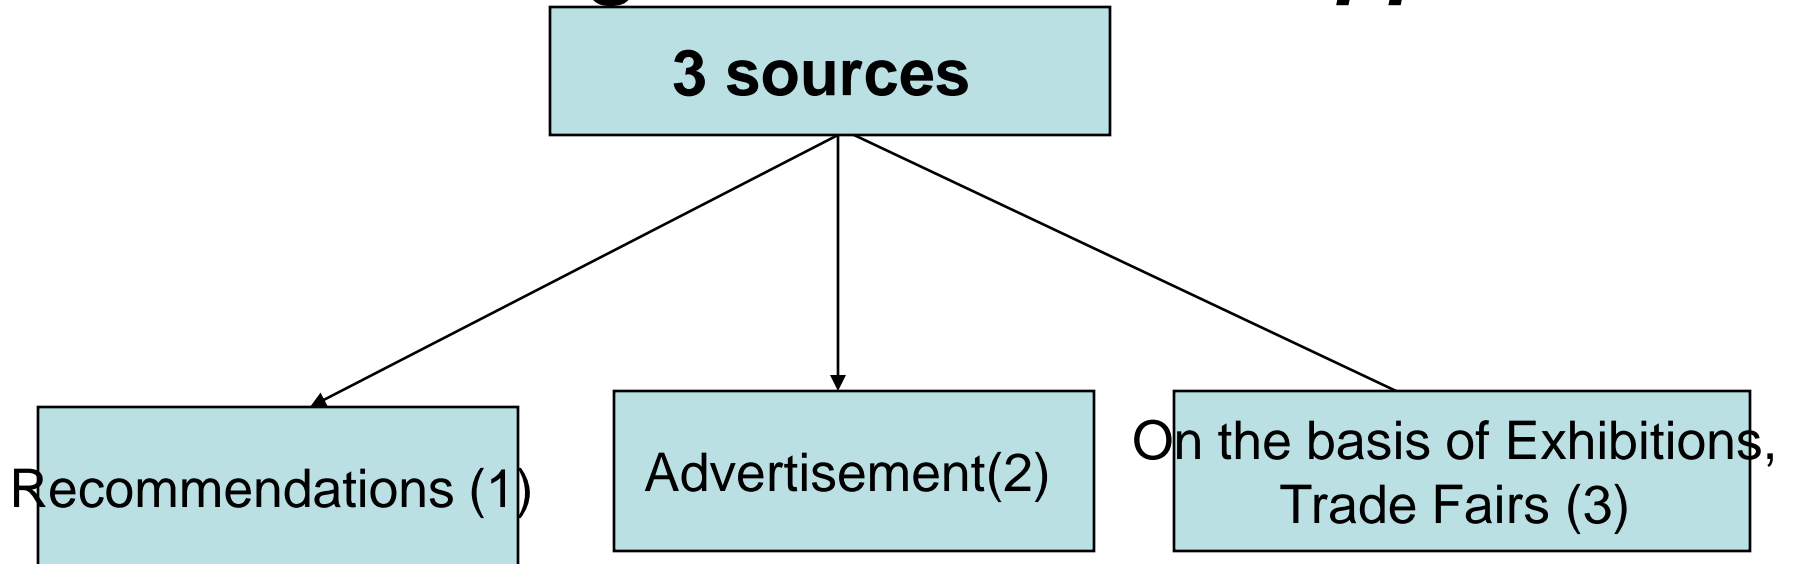 3 sources
Recommendations (1)
Advertisement(2)
On the basis of Exhibitions,
Trade Fairs (3)